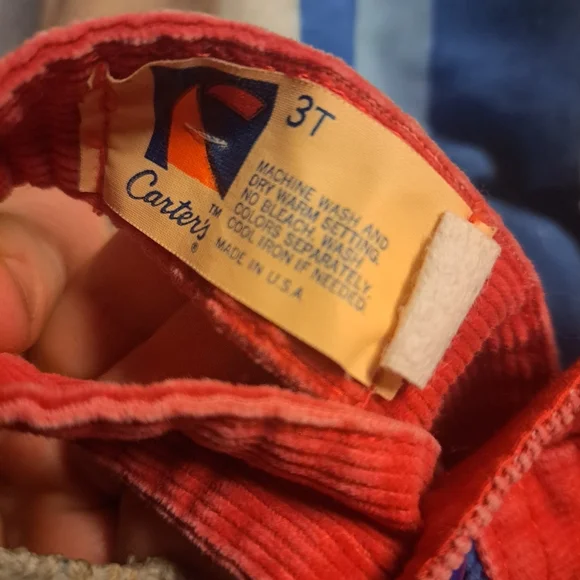 3T
Carter's™
®
MACHINE WASH AND
DRY WARM SETTING.
NO BLEACH. WASH
COLORS SEPARATELY.
COOL IRON IF NEEDED.
MADE IN U.S.A.